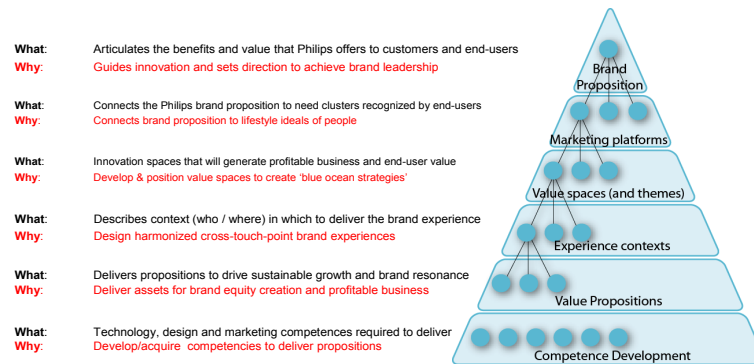 What: Articulates the benefits and value that Philips offers to customers and end-users
Why: Guides innovation and sets direction to achieve brand leadership
Brand
Proposition
What: Connects the Philips brand proposition to need clusters recognized by end-users
Why: Connects brand proposition to lifestyle ideals of people
Marketing platforms
What: Innovation spaces that will generate profitable business and end-user value
Why: Develop & position value spaces to create ‘blue ocean strategies’
Value spaces (and themes)
What: Describes context (who / where) in which to deliver the brand experience
Why: Design harmonized cross-touch-point brand experiences
Experience contexts
What: Delivers propositions to drive sustainable growth and brand resonance
Why: Deliver assets for brand equity creation and profitable business
Value Propositions
What: Technology, design and marketing competences required to deliver
Why: Develop/acquire competencies to deliver propositions
Competence Development